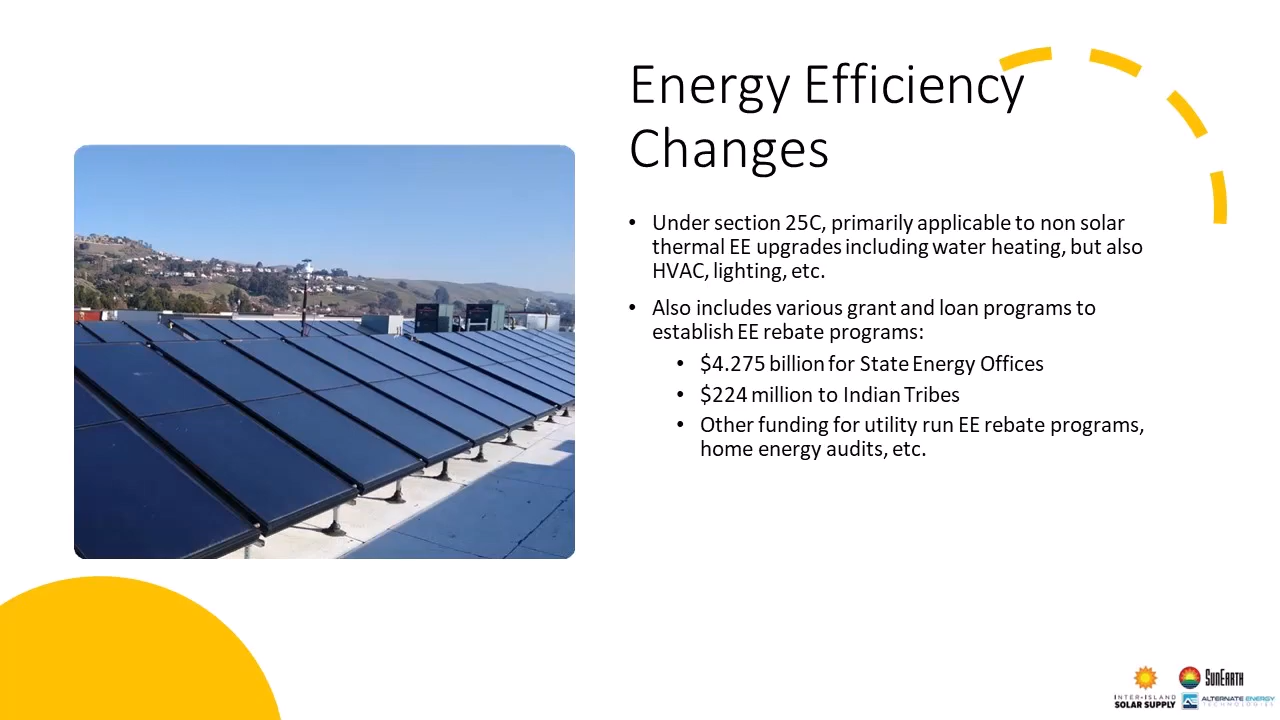 Energy Efficiency
Changes
• Under section 25C, primarily applicable to non solar
thermal EE upgrades including water heating, but also
HVAC, lighting, etc.
• Also includes various grant and loan programs to
establish EE rebate programs:
• $4.275 billion for State Energy Offices
• $224 million to Indian Tribes
• Other funding for utility run EE rebate programs,
home energy audits, etc.
INTER-ISLAND
SOLAR SUPPLY
SUNEARTH
ALTERNATE ENERGY
TECHNOLOGIES